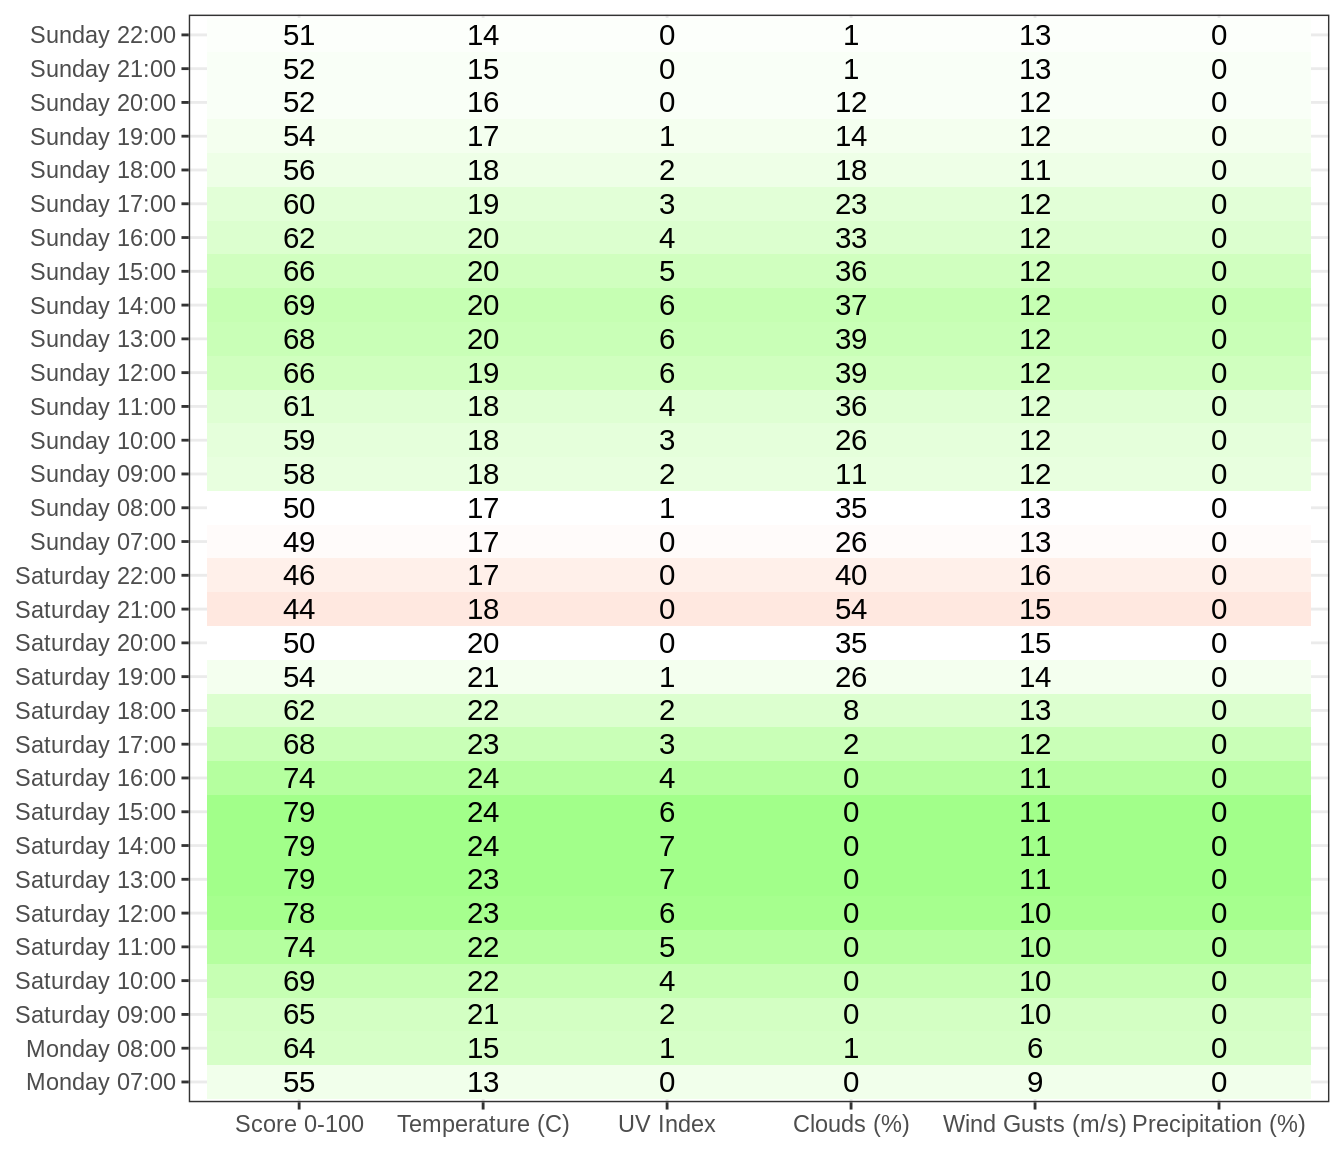 Sunday 22:00 51 14 0 1 13 0
Sunday 21:00 52 15 0 1 13 0
Sunday 20:00 52 16 0 12 12 0
Sunday 19:00 54 17 1 14 12 0
Sunday 18:00 56 18 2 18 11 0
Sunday 17:00 60 19 3 23 12 0
Sunday 16:00 62 20 4 33 12 0
Sunday 15:00 66 20 5 36 12 0
Sunday 14:00 69 20 6 37 12 0
Sunday 13:00 68 20 6 39 12 0
Sunday 12:00 66 19 6 39 12 0
Sunday 11:00 61 18 4 36 12 0
Sunday 10:00 59 18 3 26 12 0
Sunday 09:00 58 18 2 11 12 0
Sunday 08:00 50 17 1 35 13 0
Sunday 07:00 49 17 0 26 13 0
Saturday 22:00 46 17 0 40 16 0
Saturday 21:00 44 18 0 54 15 0
Saturday 20:00 50 20 0 35 15 0
Saturday 19:00 54 21 1 26 14 0
Saturday 18:00 62 22 2 8 13 0
Saturday 17:00 68 23 3 2 12 0
Saturday 16:00 74 24 4 0 11 0
Saturday 15:00 79 24 6 0 11 0
Saturday 14:00 79 24 7 0 11 0
Saturday 13:00 79 23 7 0 11 0
Saturday 12:00 78 23 6 0 10 0
Saturday 11:00 74 22 5 0 10 0
Saturday 10:00 69 22 4 0 10 0
Saturday 09:00 65 21 2 0 10 0
Monday 08:00 64 15 1 1 6 0
Monday 07:00 55 13 0 0 9 0
Score 0-100 Temperature (C) UV Index Clouds (%) Wind Gusts (m/s) Precipitation (%)